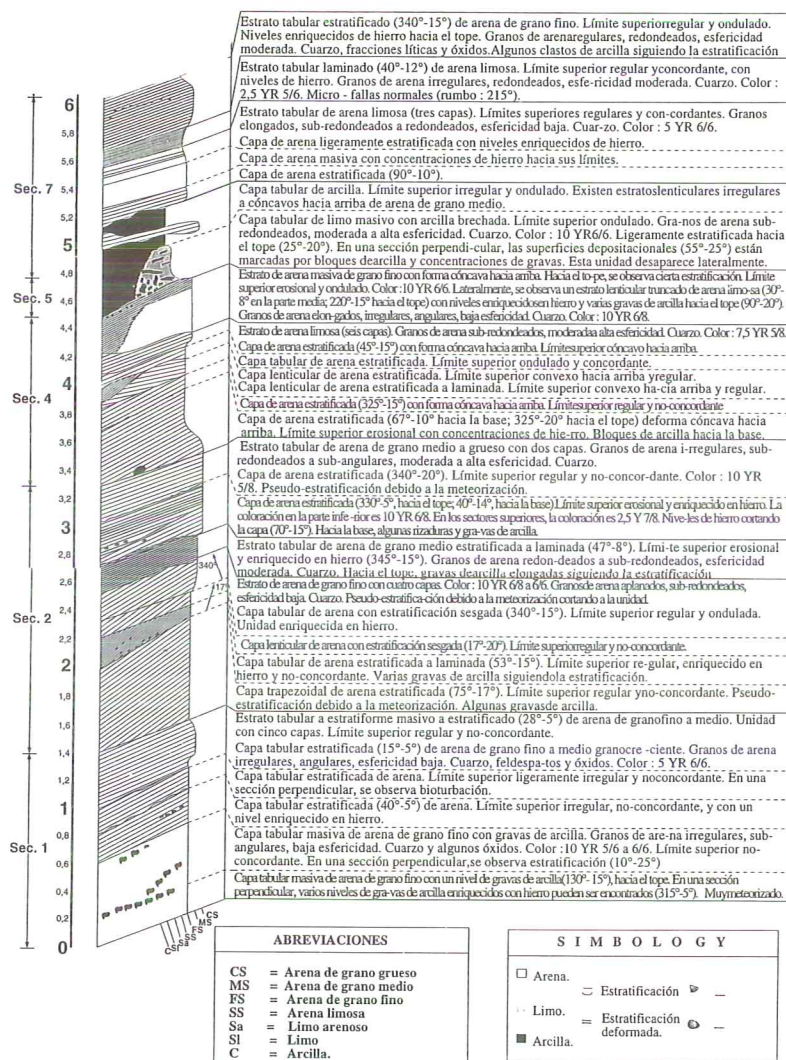 Estrato tabular estratificado (340°-15°) de arena de grano fino. Límite superiorregular y ondulado.
Niveles enriquecidos de hierro hacia el tope. Granos de arenaregulares, redondeados, esfericidad
moderada. Cuarzo, fracciones líticas y óxidos.Algunos clastos de arcilla siguiendo la estratificación
Estrato tabular laminado (40°-12°) de arena limosa. Límite superior regular yconcordante, con
niveles de hierro. Granos de arena irregulares, redondeados, esfe-ricidad moderada. Cuarzo. Color :
2,5 YR 5/6. Micro - fallas normales (rumbo : 215°).
Estrato tabular de arena limosa (tres capas). Límites superiores regulares y con-cordantes. Granos
elongados, sub-redondeados a redondeados, esfericidad baja. Cuar-zo. Color : 5 YR 6/6.
Capa de arena ligeramente estratificada con niveles enriquecidos de hierro.
Capa de arena masiva con concentraciones de hierro hacia sus límites.
Capa de arena estratificada (90°-10°).
Capa tabular de arcilla. Límite superior irregular y ondulado. Existen estratoslenticulares irregulares
a cóncavos hacia arriba de arena de grano medio.
Capa tabular de limo masivo con arcilla brechada. Límite superior ondulado. Gra-nos de arena sub-
redondeados, moderada a alta esfericidad. Cuarzo. Color : 10 YR6/6. Ligeramente estratificada hacia
el tope (25°-20°). En una sección perpendi-cular, las superficies depositacionales (55°-25°) están
marcadas por bloques dearcilla y concentraciones de gravas. Esta unidad desaparece lateralmente.
Estrato de arena masiva de grano fino con forma cóncava hacia arriba. Hacia el to-pe, se observa cierta estratificación. Límite
superior erosional y ondulado. Color :10 YR 6/6. Lateralmente, se observa un estrato lenticular truncado de arena limo-sa (30°-
8° en la parte media; 220°-15° hacia el tope) con niveles enriquecidosen hierro y varias gravas de arcilla hacia el tope (90°-20°).
Granos de arena elon-gados, irregulares, angulares, baja esfericidad. Cuarzo. Color : 10 YR 6/8.
Estrato de arena limosa (seis capas). Granos de arena sub-redondeados, moderadaa alta esfericidad. Cuarzo. Color : 7,5 YR 5/8.
Capa de arena estratificada (45°-15°) con forma cóncava hacia arriba. Límitesuperior cóncavo hacia arriba.
Capa tabular de arena estratificada. Límite superior ondulado y concordante.
Capa lenticular de arena estratificada. Límite superior convexo hacia arriba yregular.
Capa lenticular de arena estratificada a laminada. Límite superior convexo ha-cia arriba y regular.
Capa de arena estratificada (325°-15°) con forma cóncava hacia arriba. Límitesuperior regular y no-concordante
Capa de arena estratificada (67°-10° hacia la base; 325°-20° hacia el tope) deforma cóncava hacia
arriba. Límite superior erosional con concentraciones de hie-rro. Bloques de arcilla hacia la base.
Estrato tabular de arena de grano medio a grueso con dos capas. Granos de arena i-rregulares, sub-
redondeados a sub-angulares, moderada a alta esfericidad. Cuarzo.
Capa de arena estratificada (340°-20°). Límite superior regular y no-concor-dante. Color : 10 YR
5/8. Pseudo-estratificación debido a la meteorización.
Capa de arena estratificada (330°-5°, hacia el tope; 40°-14°, hacia la base).Límite superior erosional y enriquecido en hierro. La
coloración en la parte infe -rior es 10 YR 6/8. En los sectores superiores, la coloración es 2,5 Y 7/8. Nive-les de hierro cortando
la capa (70°-15°). Hacia la base, algunas rizaduras y gra-vas de arcilla.
Estrato tabular de arena de grano medio estratificada a laminada (47°-8°). Lími-te superior erosional
y enriquecido en hierro (345°-15°). Granos de arena redon-deados a sub-redondeados, esfericidad
moderada. Cuarzo. Hacia el tope, gravas dearcilla elongadas siguiendo la estratificación
Estrato tabular de arena de grano fino con cuatro capas. Color : 10 YR 6/8 a 6/6. Granosde arena aplanados, sub-redondeados,
esfericidad baja. Cuarzo. Pseudo-estratifica-ción debido a la meteorización cortando a la unidad.
Capa tabular de arena con estratificación sesgada (340°-15°). Límite superior regular y ondulada.
Unidad enriquecida en hierro.
Capa lenticular de arena con estratificación sesgada (17°-20°). Límite superiorregular y no-concordante.
Capa tabular de arena estratificada a laminada (53°-15°). Límite superior re-gular, enriquecido en
hierro y no-concordante. Varias gravas de arcilla siguiendola estratificación.
Capa trapezoidal de arena estratificada (75°-17°). Límite superior regular yno-concordante. Pseudo-
estratificación debido a la meteorización. Algunas gravasde arcilla.
Estrato tabular a estratiforme masivo a estratificado (28°-5°) de arena de granofino a medio. Unidad
con cinco capas. Límite superior regular y no-concordante.
Capa tabular estratificada (15°-5°) de arena de grano fino a medio granocre -ciente. Granos de arena
irregulares, angulares, esfericidad baja. Cuarzo, feldespa-tos y óxidos. Color : 5 YR 6/6.
Capa tabular estratificada de arena. Límite superior ligeramente irregular y noconcordante. En una
sección perpendicular, se observa bioturbación.
Capa tabular estratificada (40°-5°) de arena. Límite superior irregular, no-concordante, y con un
nivel enriquecido en hierro.
Capa tabular masiva de arena de grano fino con gravas de arcilla. Granos de are-na irregulares, sub-
angulares, baja esfericidad. Cuarzo y algunos óxidos. Color :10 YR 5/6 a 6/6. Límite superior no-
concordante. En una sección perpendicular,se observa estratificación (10°-25°)
Capa tabular masiva de arena de grano fino con un nivel de gravas de arcilla(130°-15°), hacia el tope. En una sección
perpendicular, varios niveles de gra-vas de arcilla enriquecidos con hierro pueden ser encontrados (315°-5°). Muymeteorizado.
6
5,8
5,6
Sec. 7
5,4
5,2
5
4,8
Sec. 5
4,6
4,4
4,2
4
Sec. 4
3,8
3,6
3,4
3,2
3
2,8
340°
2,6
17°
2,4
Sec. 2
2,2
2
1,8
1,6
1,4
1,2
1
Sec. 1
0,8
0,6
0,4
0,2
0
CS
MS
FS
SS
Sa
Sl
C
ABREVIACIONES
CS = Arena de grano grueso
MS = Arena de grano medio
FS = Arena de grano fino
SS = Arena limosa
Sa = Limo arenoso
Sl = Limo
C = Arcilla.
SIMBOLOGY
Arena.
Estratificación
Limo.
Estratificación
deformada.
Arcilla.